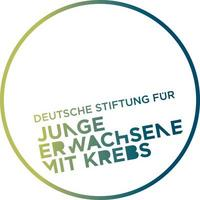 DEUTSCHE STIFTUNG FÜR
JUNGE
ERWACHSENE
MIT KREBS